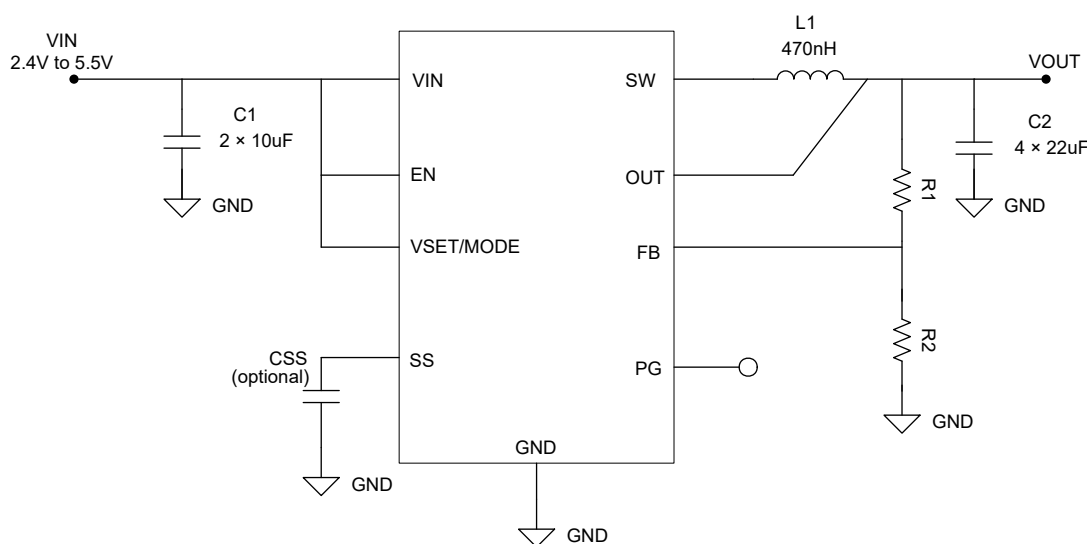 VIN
2.4V to 5.5V
C1
2 × 10uF
GND
VIN
EN
VSET/MODE
SS
CSS
(optional)
GND
GND
GND
SW
OUT
FB
PG
L1
470nH
VOUT
C2
4 × 22uF
GND
R1
R2
GND